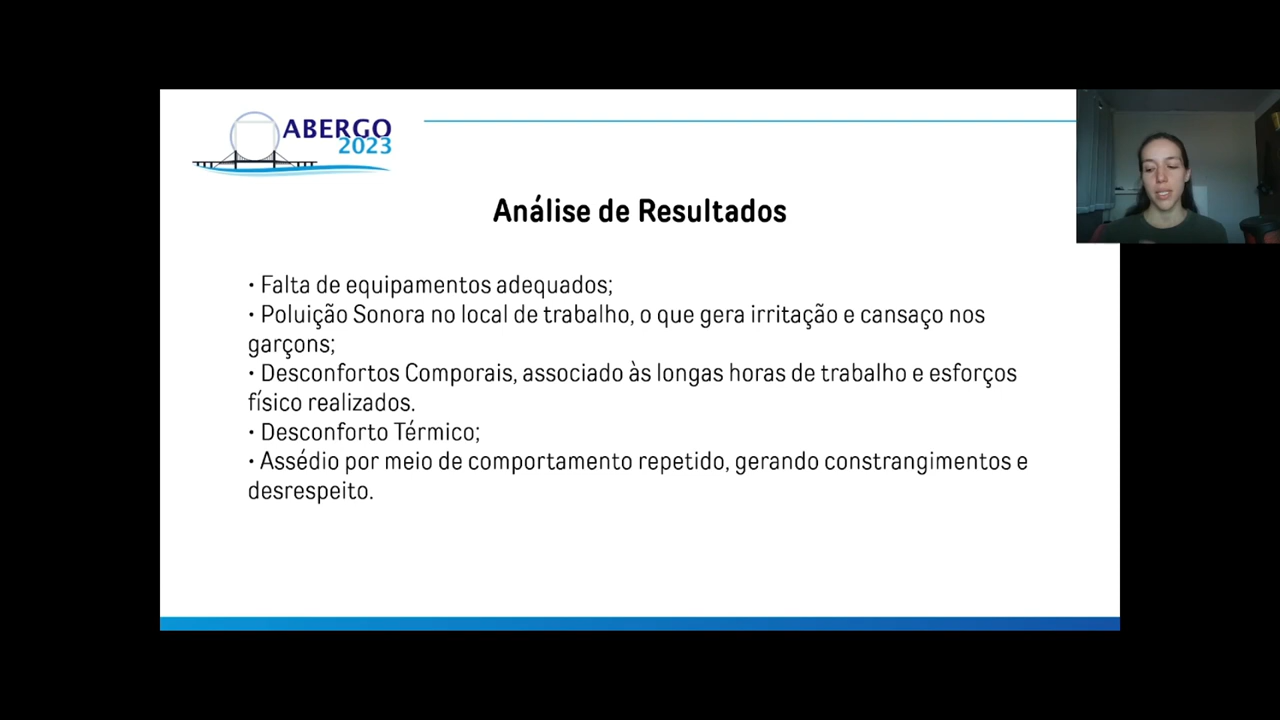 ABERGO
2023
Análise de Resultados
• Falta de equipamentos adequados;
• Poluição Sonora no local de trabalho, o que gera irritação e cansaço nos
garçons;
• Desconfortos Comporais, associado às longas horas de trabalho e esforços
físico realizados.
• Desconforto Térmico;
• Assédio por meio de comportamento repetido, gerando constrangimentos e
desrespeito.